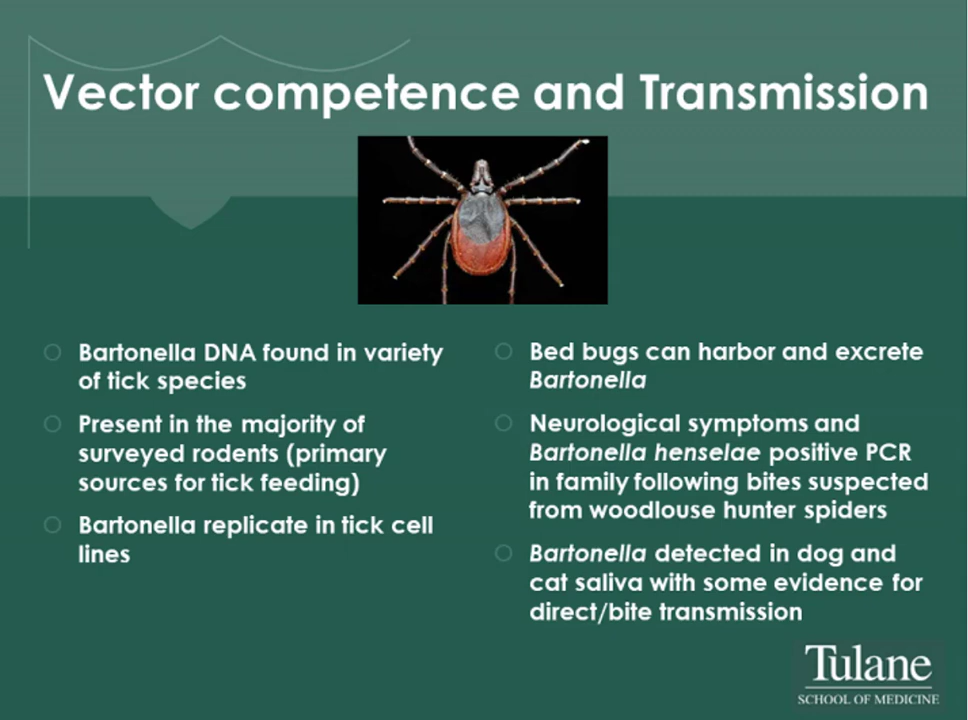 Vector competence and Transmission
Bartonella DNA found in variety
of tick species
Present in the majority of
surveyed rodents (primary
sources for tick feeding)
Bartonella replicate in tick cell
lines
Bed bugs can harbor and excrete
Bartonella
Neurological symptoms and
Bartonella henselae positive PCR
in family following bites suspected
from woodlouse hunter spiders
Bartonella detected in dog and
cat saliva with some evidence for
direct/bite transmission
Tulane
SCHOOL OF MEDICINE